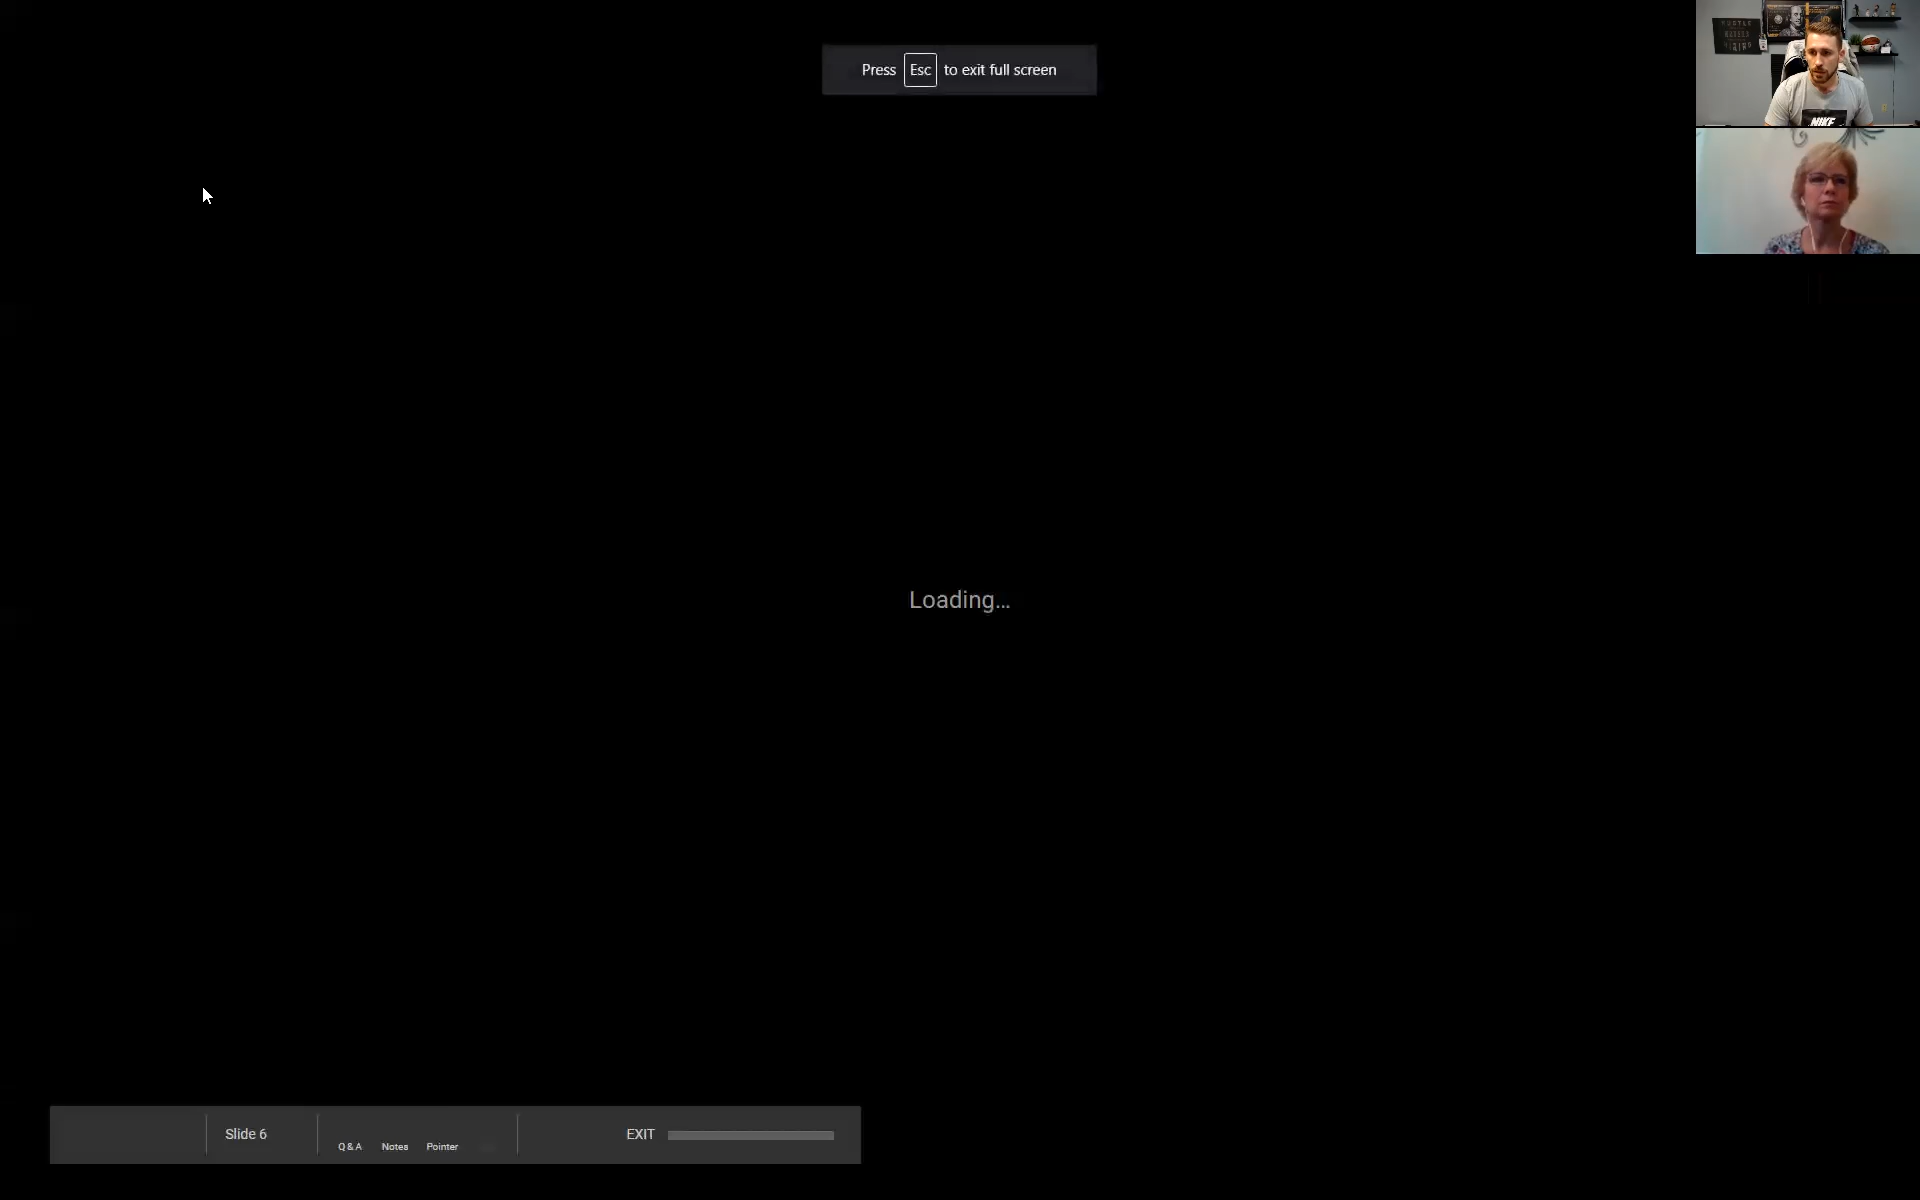 Press Esc to exit full screen
NIKE
Loading...
Slide 6
Q & A Notes Pointer
EXIT